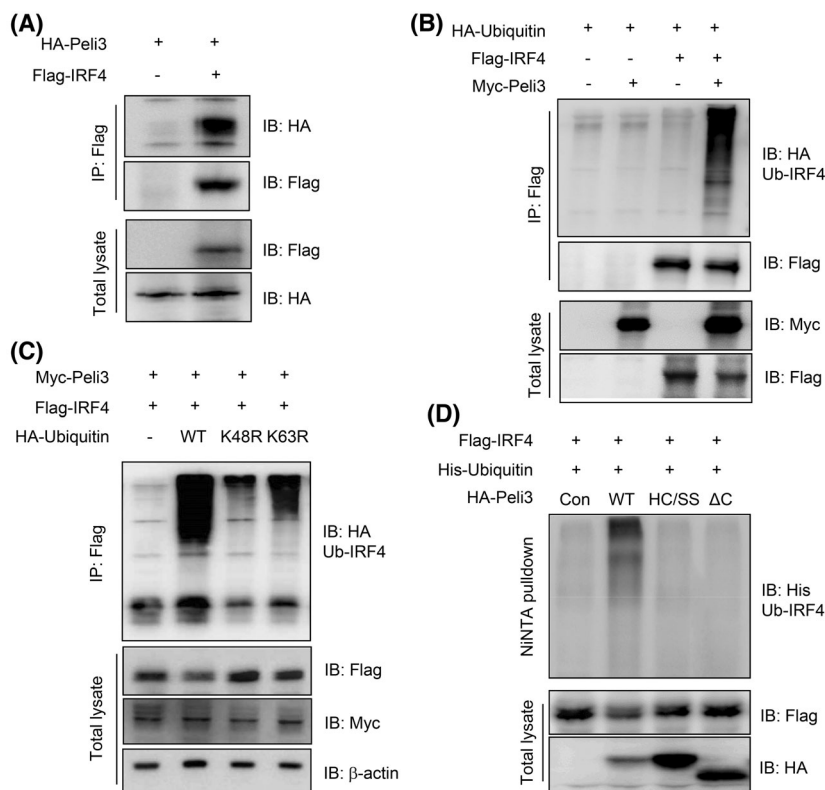 (A)
HA-Peli3 + +
Flag-IRF4 - +
IP: Flag
IB: HA
IB: Flag
Total lysate
IB: Flag
IB: HA
(B)
HA-Ubiquitin + + + +
Flag-IRF4 - - + +
Myc-Peli3 - + - +
IP: Flag
IB: HA
Ub-IRF4
IB: Flag
Total lysate
IB: Myc
IB: Flag
(C)
Myc-Peli3 + + + +
Flag-IRF4 + + + +
HA-Ubiquitin - WT K48R K63R
IP: Flag
IB: HA
Ub-IRF4
Total lysate
IB: Flag
IB: Myc
IB: β-actin
(D)
Flag-IRF4 + + + +
His-Ubiquitin + + + +
HA-Peli3 Con WT HC/SS ΔC
NiNTA pulldown
IB: His
Ub-IRF4
Total lysate
IB: Flag
IB: HA